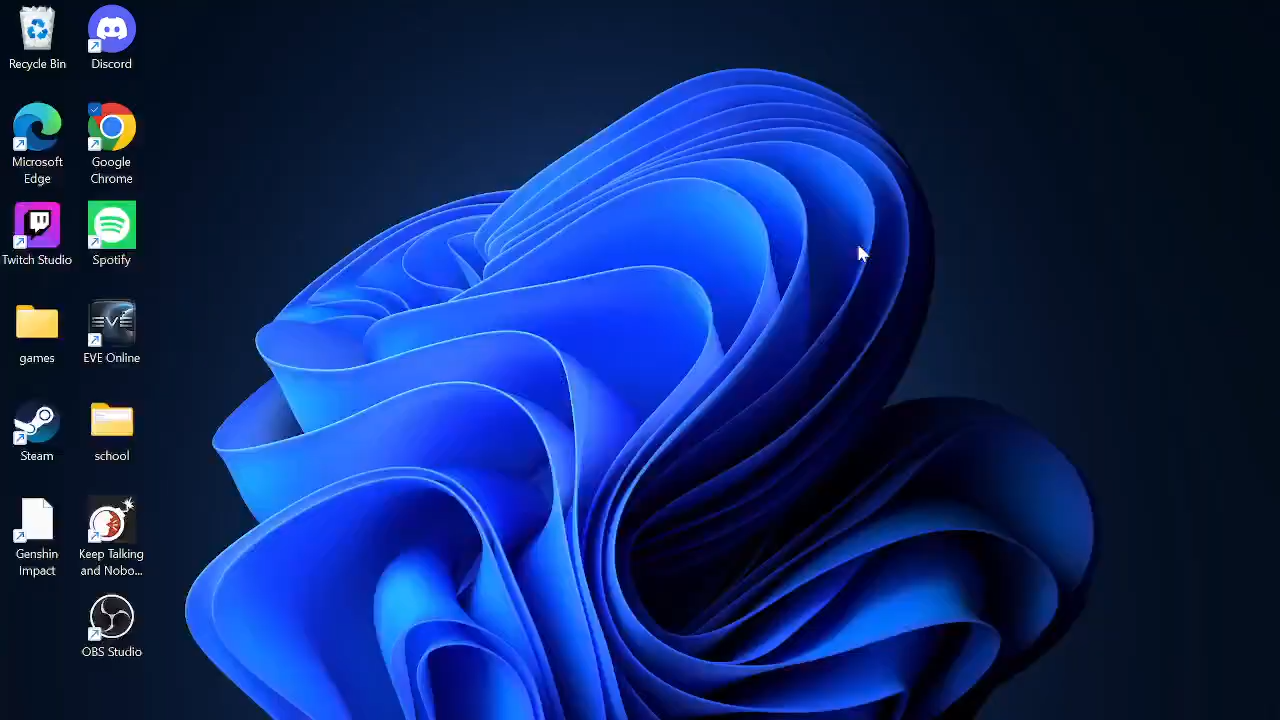 Recycle Bin
Discord
Microsoft
Edge
Google
Chrome
Twitch Studio
Spotify
games
EVE
EVE Online
Steam
school
Genshin
Impact
Keep Talking
and Nobo...
OBS Studio